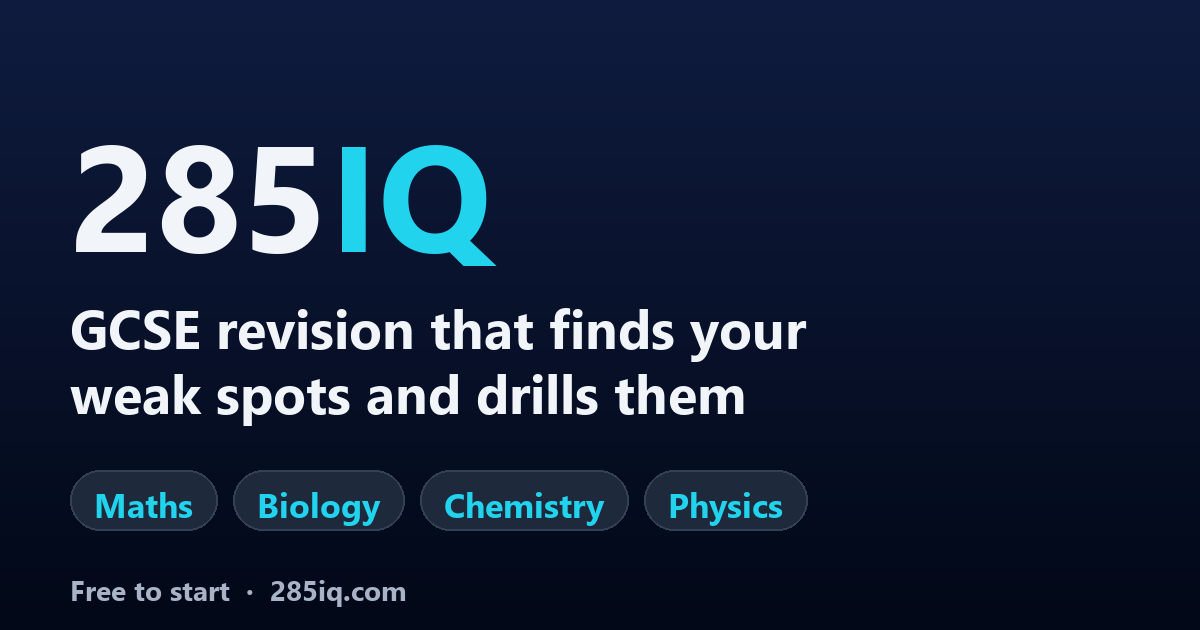 285IQ
GCSE revision that finds your
weak spots and drills them
Maths Biology Chemistry Physics
Free to start · 285iq.com